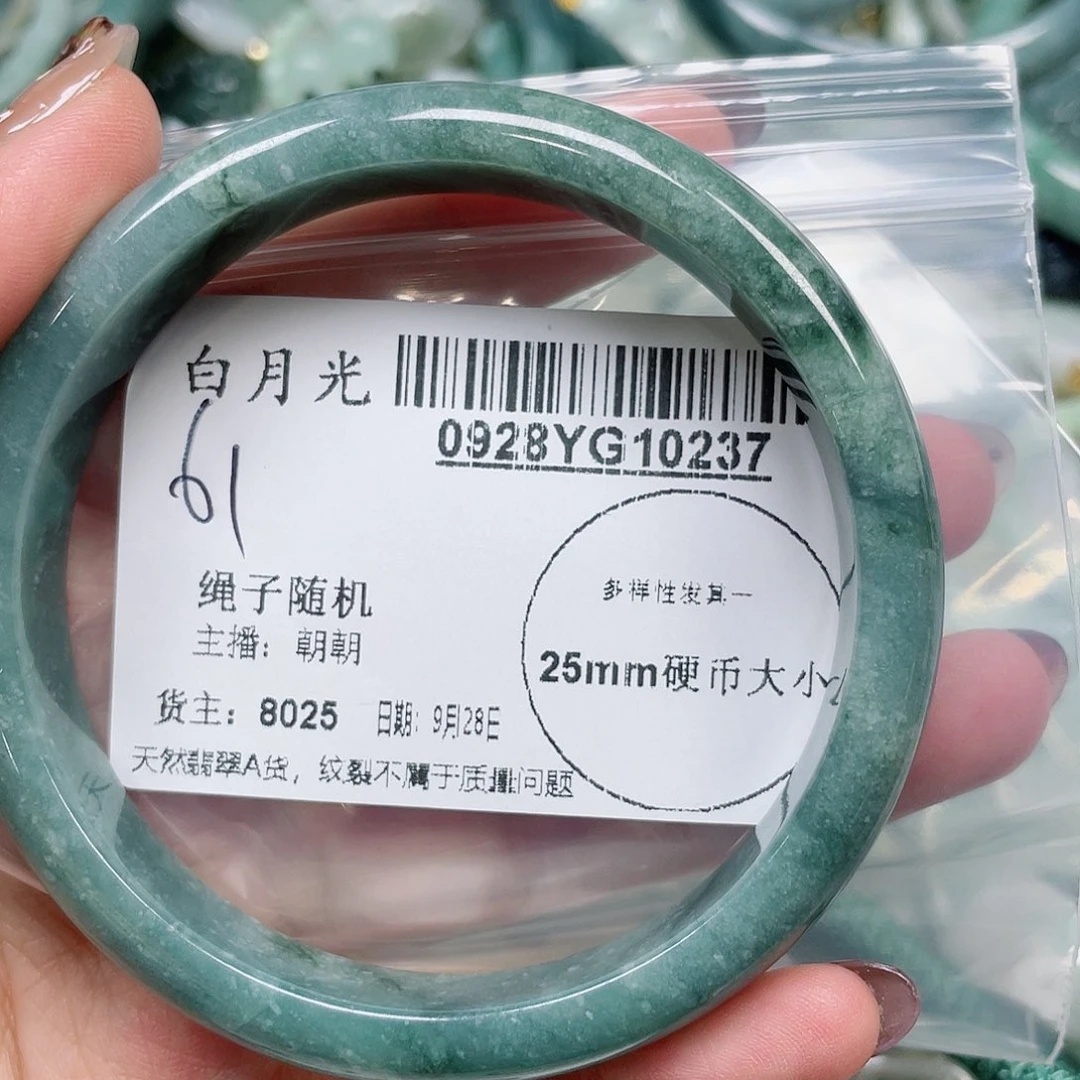 白月光
0928YG10237
61
绳子随机
主播：朝朝
货主：8025 日期：9月28日
天然翡翠A货，纹裂不属于质量问题
多样性发其一
25mm硬币大小
天